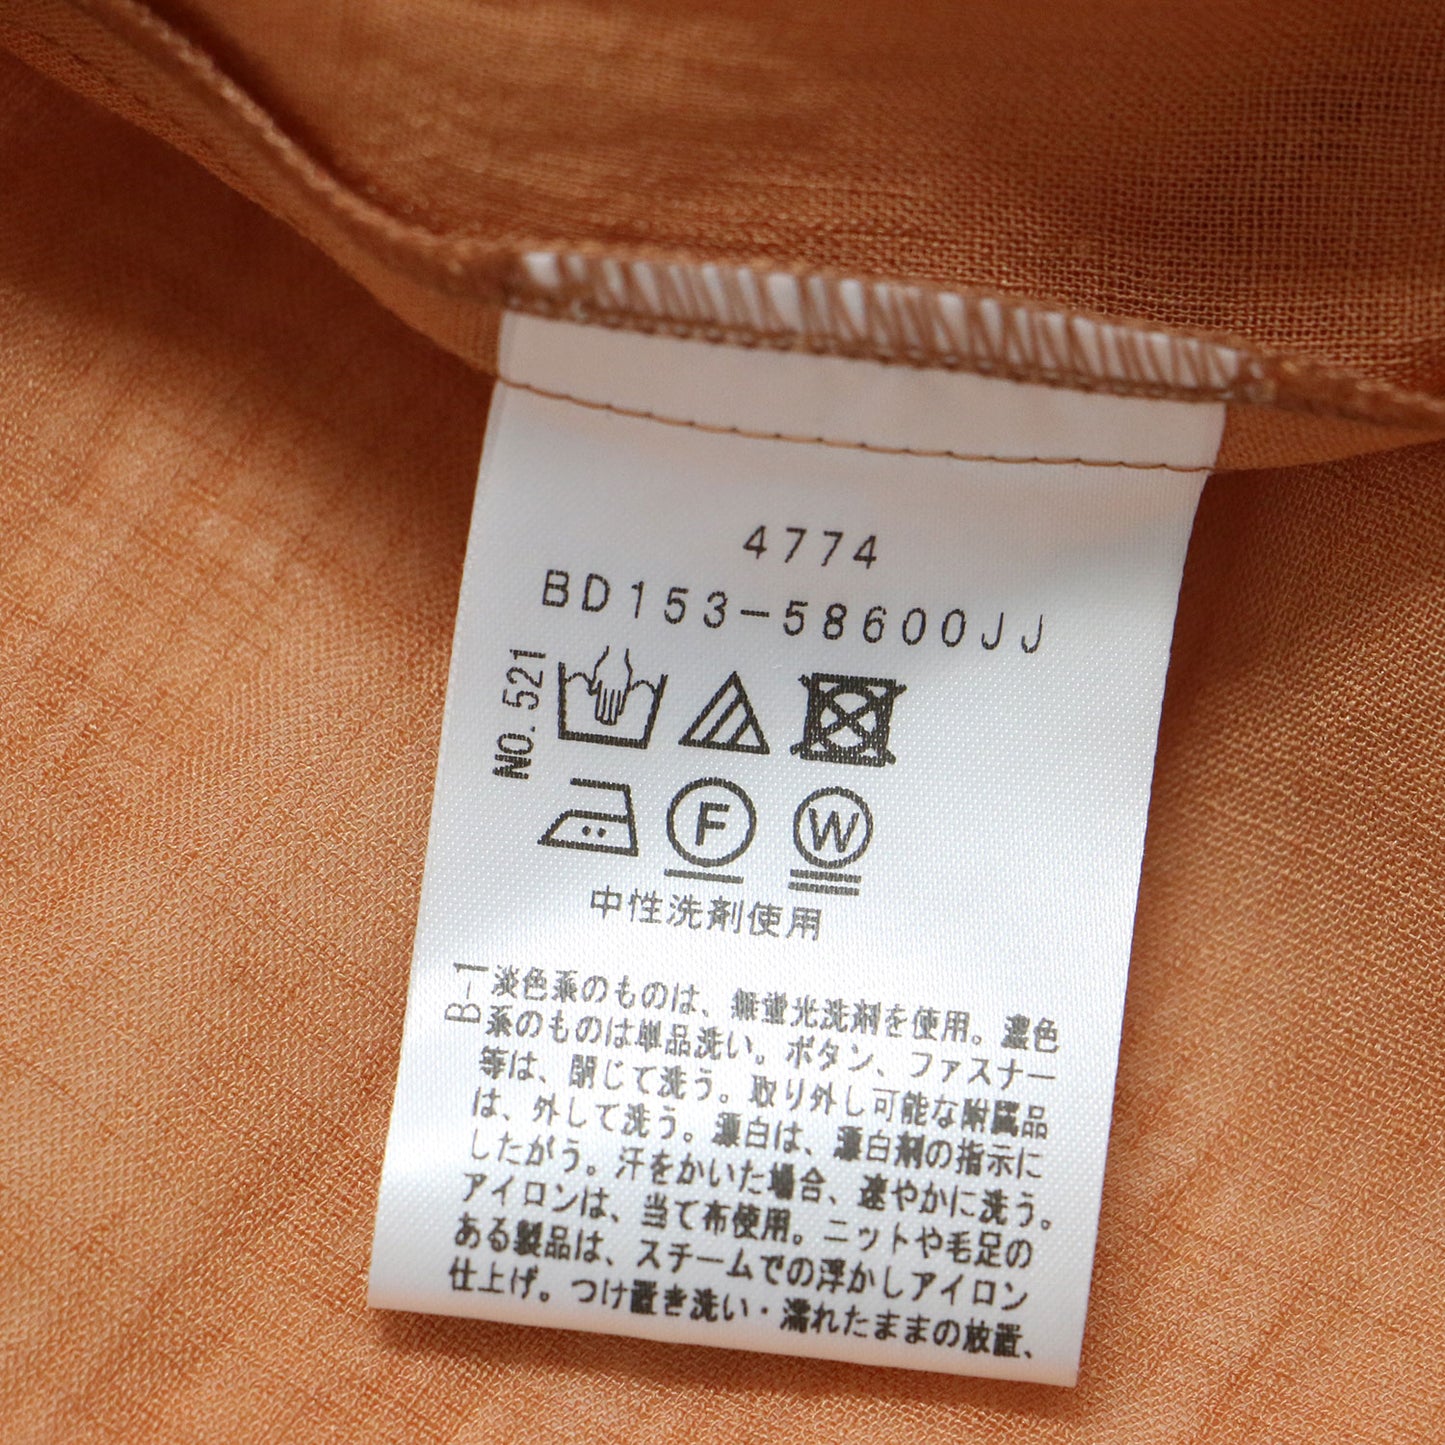 4774
BD153-58600JJ
No.521
F
W
中性洗剤使用
B-1
淡色系のものは、無蛍光洗剤を使用。濃色
系のものは単品洗い。ボタン、ファスナー
等は、閉じて洗う。取り外し可能な附属品
は、外して洗う。漂白は、漂白剤の指示に
したがう。汗をかいた場合、速やかに洗う。
アイロンは、当て布使用。ニットや毛足の
ある製品は、スチームでの浮かしアイロン
仕上げ。つけ置き洗い・濡れたままの放置、